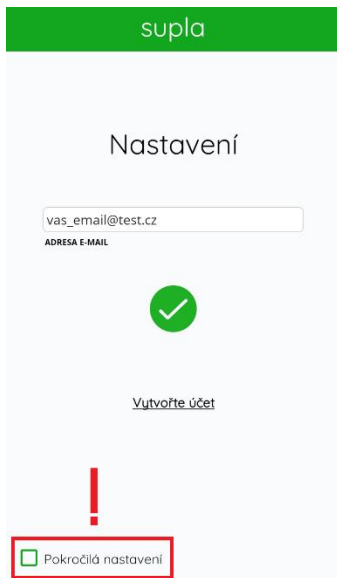 supla
Nastavení
vas_email@test.cz
ADRESA E-MAIL
Vytvořte účet
!
Pokročilá nastavení